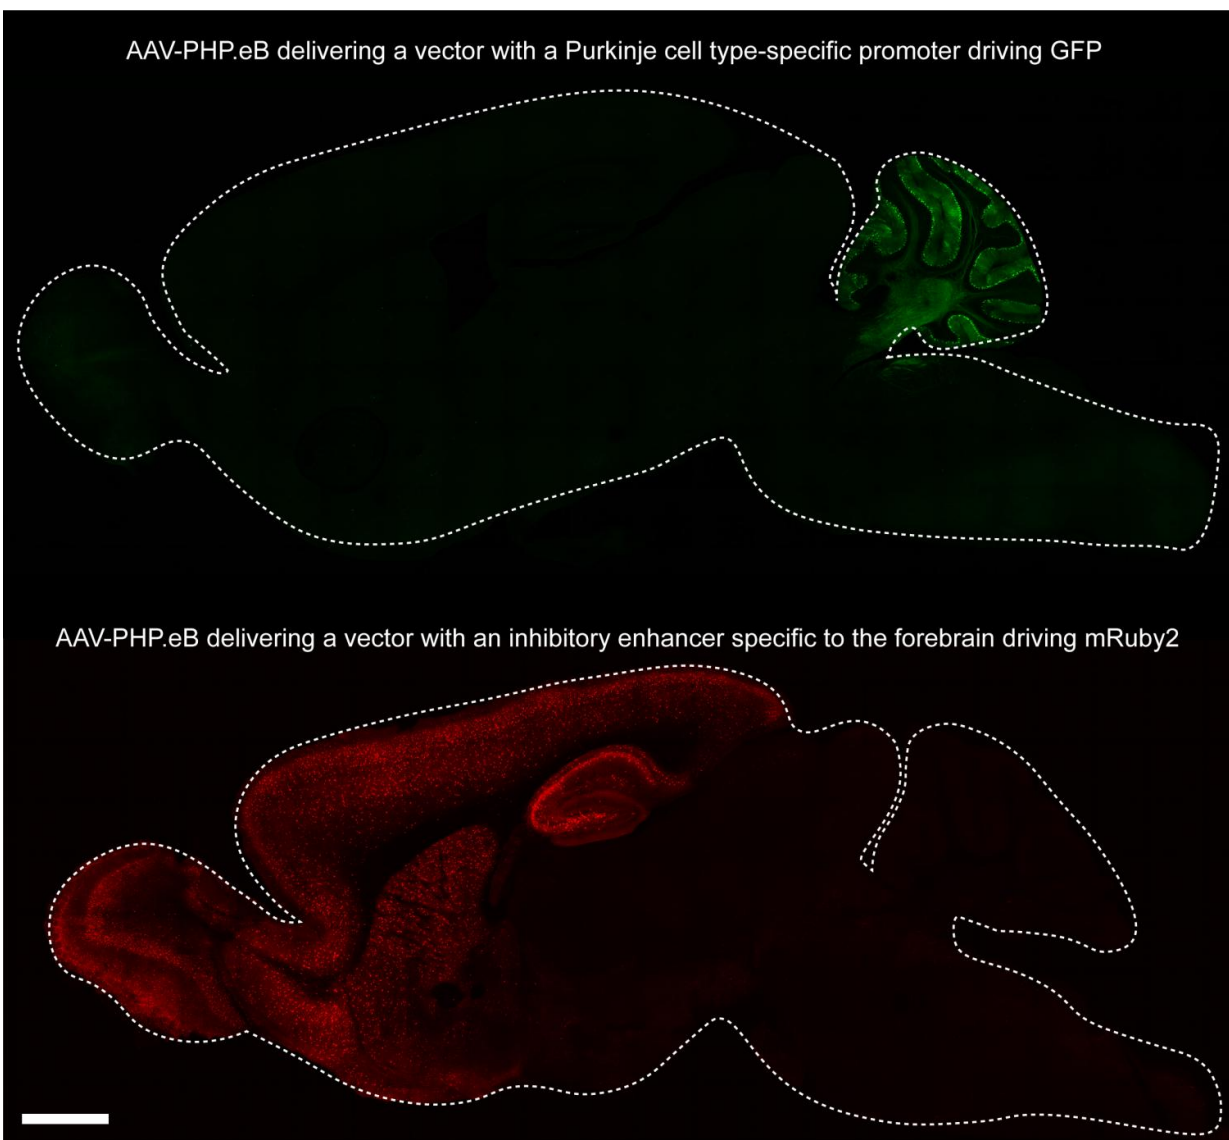 AAV-PHP.eB delivering a vector with a Purkinje cell type-specific promoter driving GFP
AAV-PHP.eB delivering a vector with an inhibitory enhancer specific to the forebrain driving mRuby2